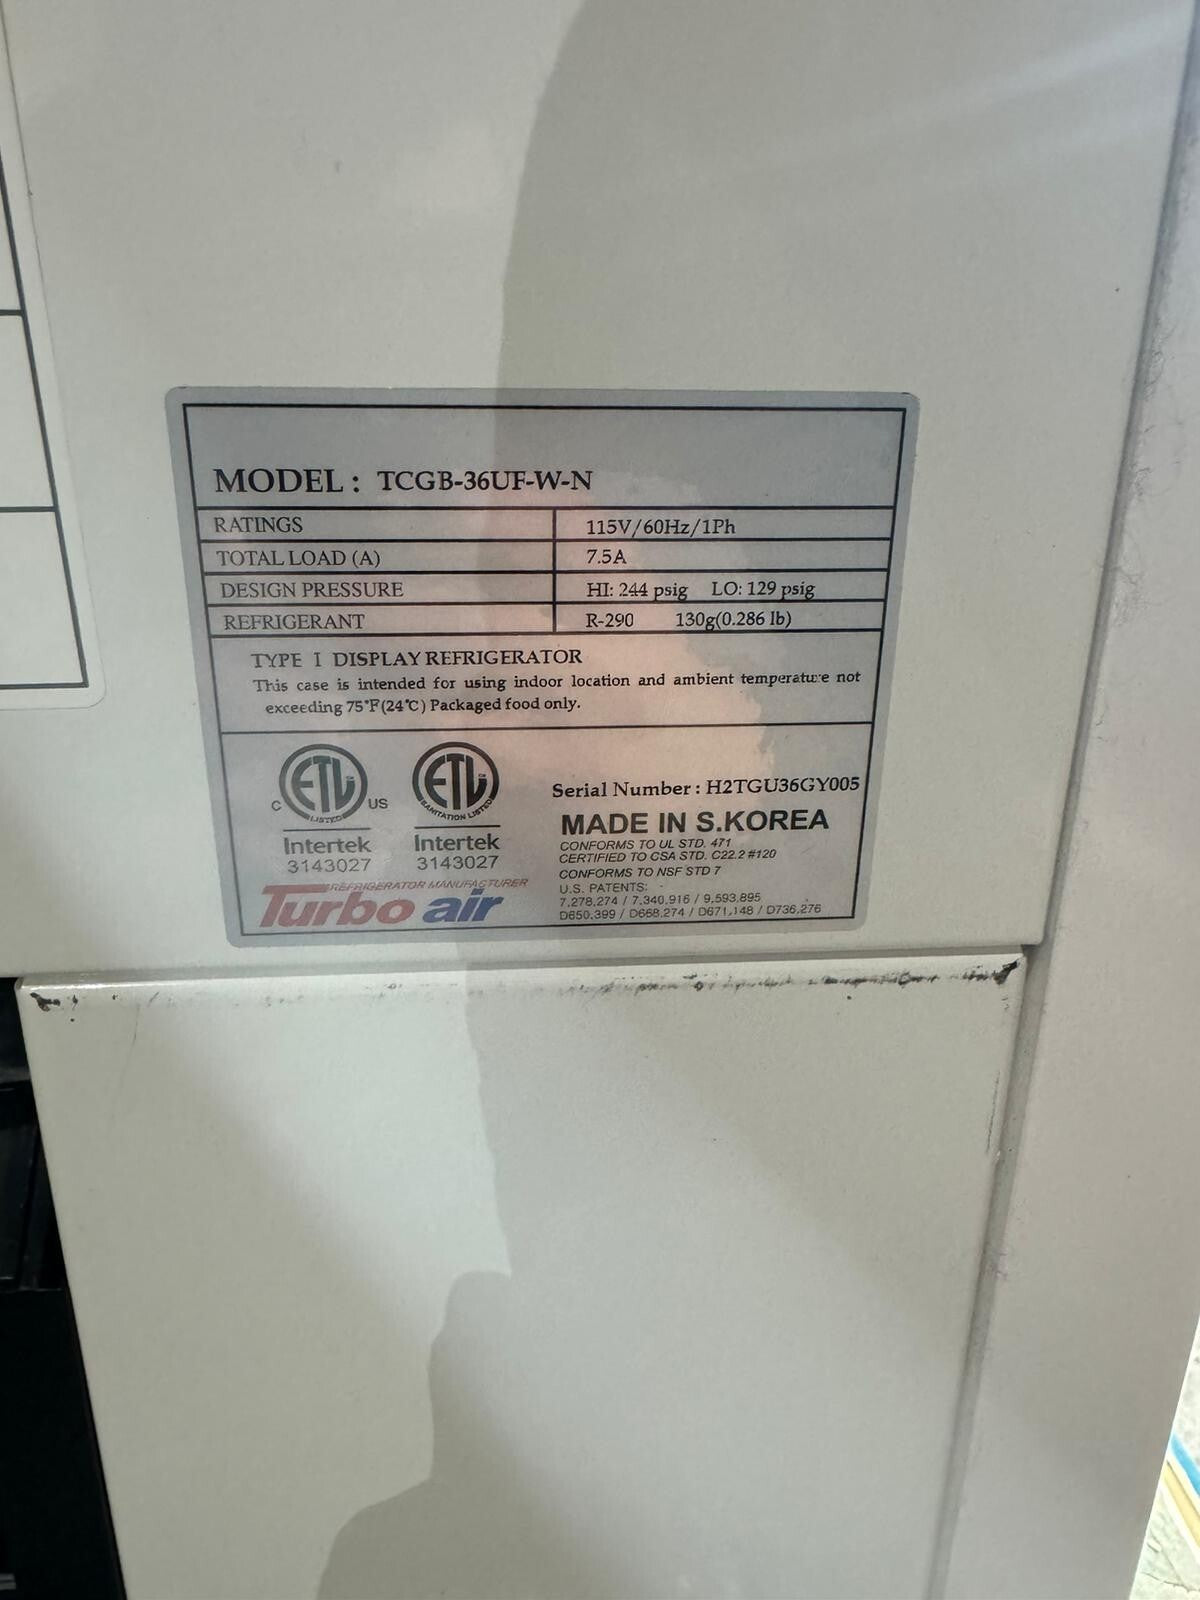 MODEL : TCGB-36UF-W-N
RATINGS 115V/60Hz/1Ph
TOTAL LOAD (A) 7.5A
DESIGN PRESSURE HI: 244 psig LO: 129 psig
REFRIGERANT R-290 130g(0.286 lb)
TYPE I DISPLAY REFRIGERATOR
This case is intended for using indoor location and ambient temperature not
exceeding 75°F(24°C) Packaged food only.
ETL
C US
LISTED
Intertek
3143027
ETL
SANITATION LISTED
Intertek
3143027
REFRIGERATOR MANUFACTURER
Turbo air
Serial Number : H2TGU36GY005
MADE IN S.KOREA
CONFORMS TO UL STD. 471
CERTIFIED TO CSA STD. C22.2 #120
CONFORMS TO NSF STD 7
U.S. PATENTS:
7,278,274 / 7,340,916 / 9,593,895
D650,399 / D668,274 / D671,148 / D736,276